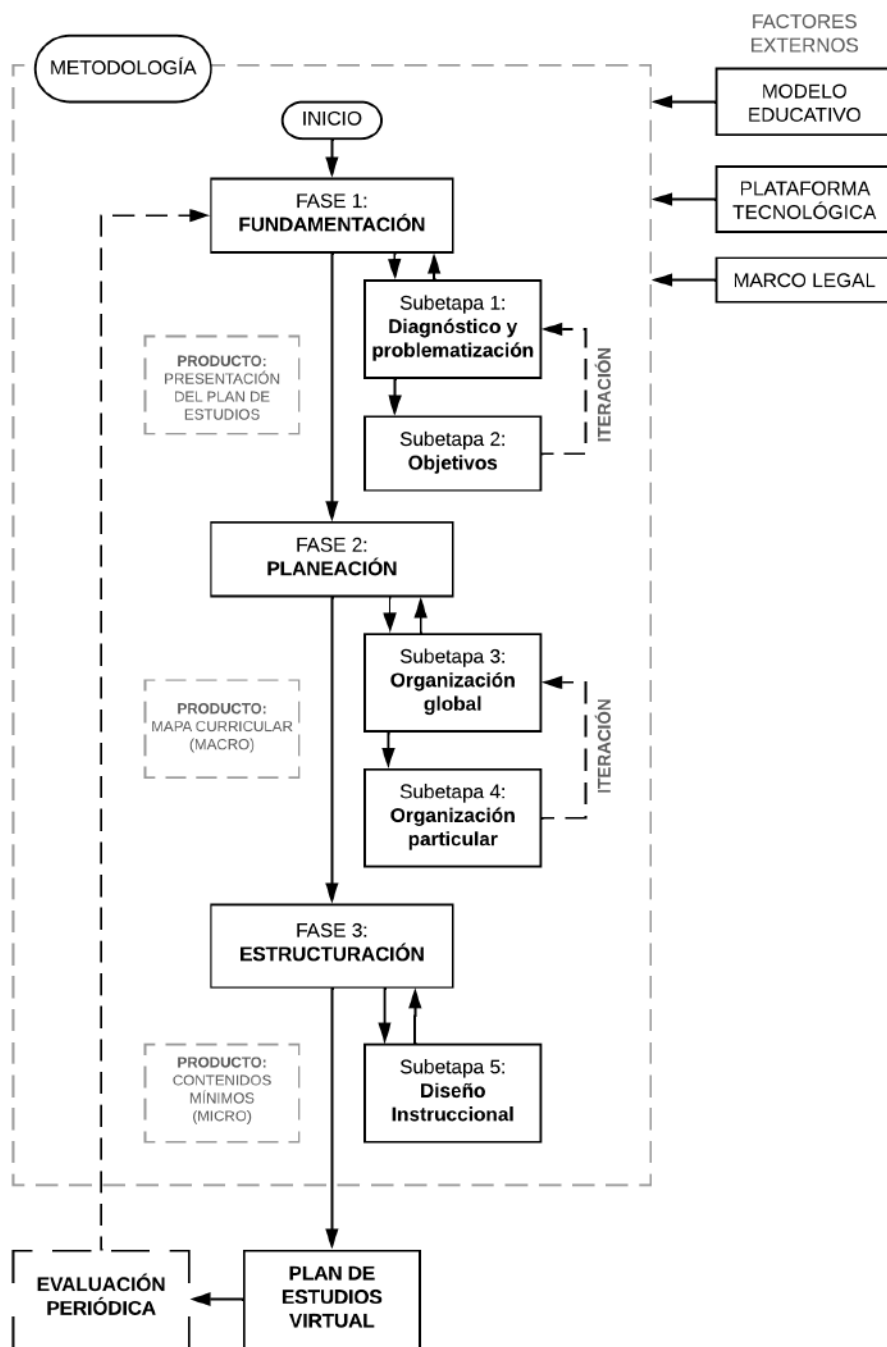 FACTORES
EXTERNOS
METODOLOGÍA
MODELO
EDUCATIVO
INICIO
PLATAFORMA
TECNOLÓGICA
FASE 1:
FUNDAMENTACIÓN
MARCO LEGAL
Subetapa 1:
Diagnóstico y
problematización
PRODUCTO:
PRESENTACIÓN
DEL PLAN DE
ESTUDIOS
ITERACIÓN
Subetapa 2:
Objetivos
FASE 2:
PLANEACIÓN
Subetapa 3:
Organización
global
PRODUCTO:
MAPA CURRICULAR
(MACRO)
ITERACIÓN
Subetapa 4:
Organización
particular
FASE 3:
ESTRUCTURACIÓN
PRODUCTO:
CONTENIDOS
MÍNIMOS
(MICRO)
Subetapa 5:
Diseño
Instruccional
EVALUACIÓN
PERIÓDICA
PLAN DE
ESTUDIOS
VIRTUAL